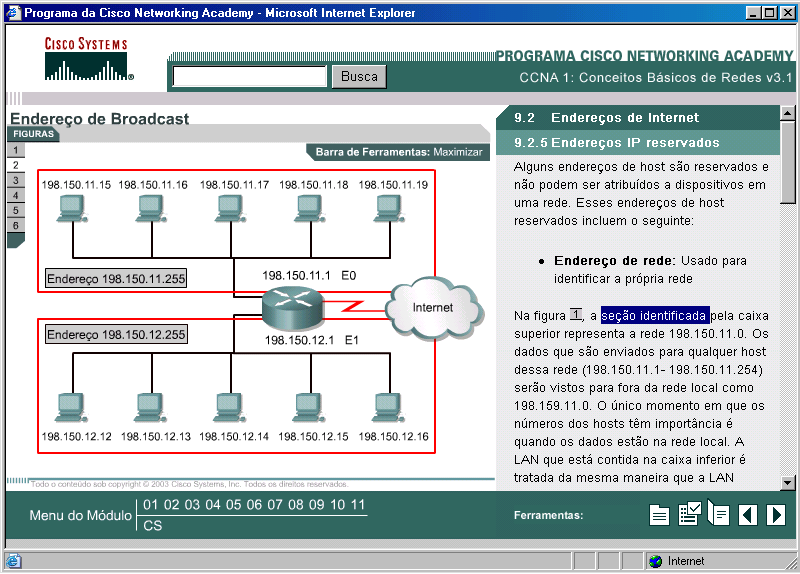 Programa da Cisco Networking Academy - Microsoft Internet Explorer
CISCO SYSTEMS
PROGRAMA CISCO NETWORKING ACADEMY
Busca
CCNA 1: Conceitos Básicos de Redes v3.1
Endereço de Broadcast
FIGURAS
1
2
3
4
5
6
Barra de Ferramentas: Maximizar
198.150.11.15 198.150.11.16 198.150.11.17 198.150.11.18 198.150.11.19
Endereço 198.150.11.255
198.150.11.1 E0
Internet
Endereço 198.150.12.255
198.150.12.1 E1
198.150.12.12 198.150.12.13 198.150.12.14 198.150.12.15 198.150.12.16
Todo o conteúdo sob copyright © 2003 Cisco Systems, Inc. Todos os direitos reservados.
9.2 Endereços de Internet
9.2.5 Endereços IP reservados
Alguns endereços de host são reservados e
não podem ser atribuídos a dispositivos em
uma rede. Esses endereços de host
reservados incluem o seguinte:
• Endereço de rede: Usado para
identificar a própria rede
Na figura 1, a seção identificada pela caixa
superior representa a rede 198.150.11.0. Os
dados que são enviados para qualquer host
dessa rede (198.150.11.1- 198.150.11.254)
serão vistos para fora da rede local como
198.159.11.0. O único momento em que os
números dos hosts têm importância é
quando os dados estão na rede local. A
LAN que está contida na caixa inferior é
tratada da mesma maneira que a LAN
Menu do Módulo
01 02 03 04 05 06 07 08 09 10 11
CS
Ferramentas:
Internet